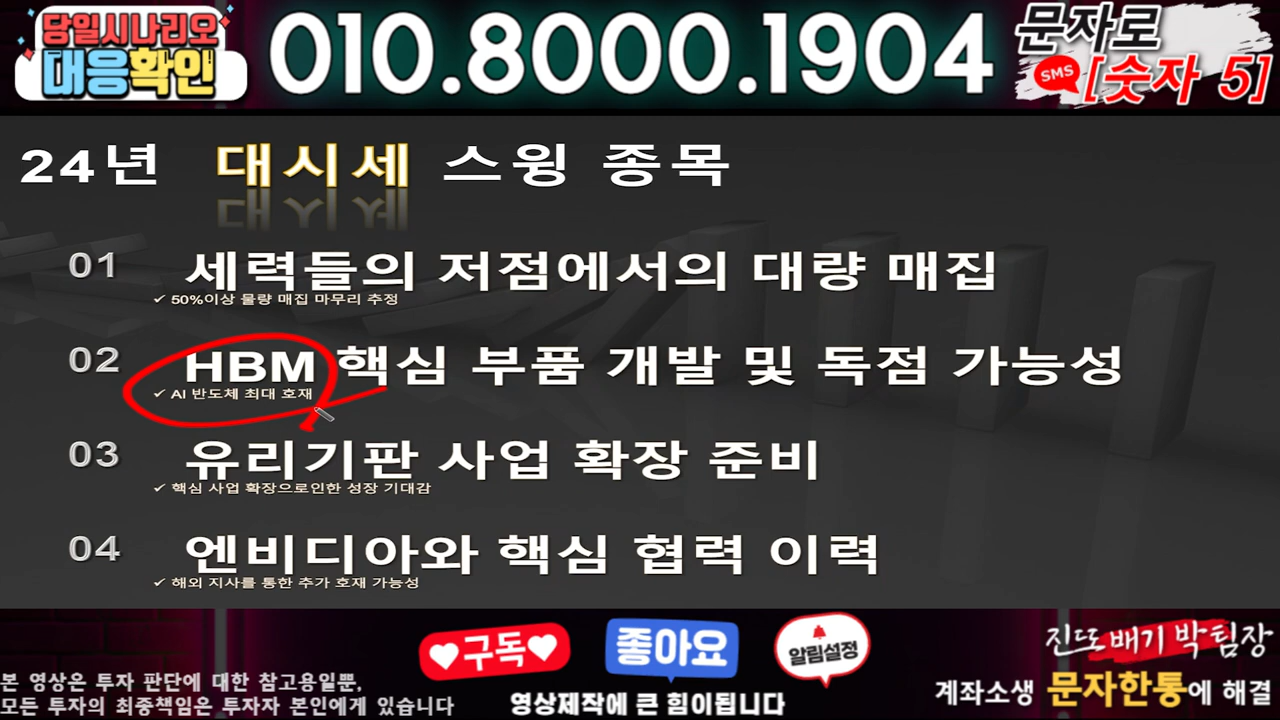 당일시나리오
대응확인
010.8000.1904
문자로
SMS [숫자 5]
24년 대시세 스윙 종목
01 세력들의 저점에서의 대량 매집
✓ 50%이상 물량 매집 마무리 추정
02 HBM 핵심 부품 개발 및 독점 가능성
✓ AI 반도체 최대 호재
03 유리기판 사업 확장 준비
✓ 핵심 사업 확장으로인한 성장 기대감
04 엔비디아와 핵심 협력 이력
✓ 해외 지사를 통한 추가 호재 가능성
본 영상은 투자 판단에 대한 참고용일뿐,
모든 투자의 최종책임은 투자자 본인에게 있습니다
구독
좋아요
알림설정
영상제작에 큰 힘이됩니다
진또배기 박팀장
계좌소생 문자한통에 해결